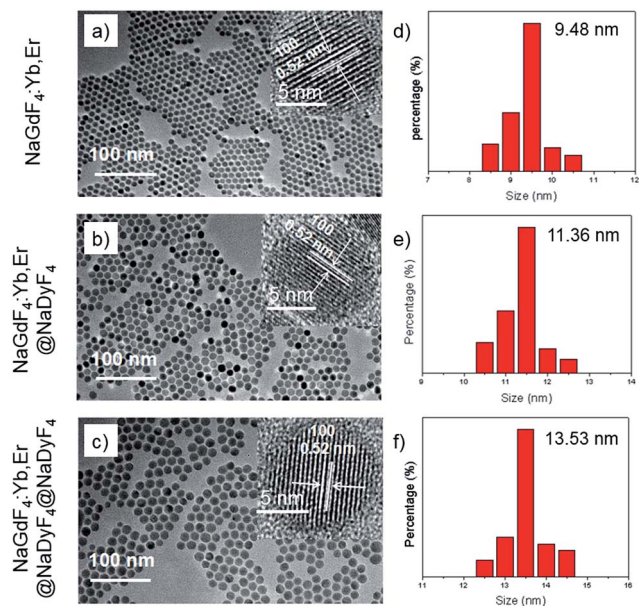 NaGdF4:Yb,Er
a)
100
0.52 nm
5 nm
100 nm
d)
9.48 nm
percentage (%)
7 8 9 10 11 12
Size (nm)
NaGdF4:Yb,Er
@NaDyF4
b)
100
0.52 nm
5 nm
100 nm
e)
11.36 nm
Percentage (%)
9 10 11 12 13 14
Size (nm)
NaGdF4:Yb,Er
@NaDyF4@NaDyF4
c)
100
0.52 nm
5 nm
100 nm
f)
13.53 nm
Percentage (%)
11 12 13 14 15 16
Size (nm)